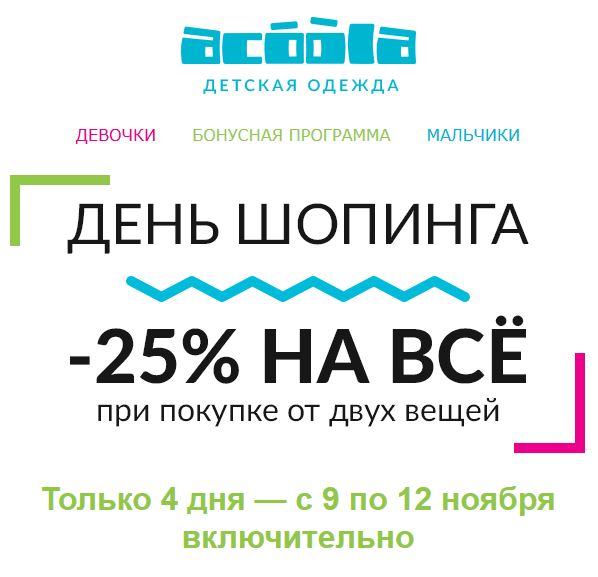 acoola
ДЕТСКАЯ ОДЕЖДА
ДЕВОЧКИ БОНУСНАЯ ПРОГРАММА МАЛЬЧИКИ
ДЕНЬ ШОПИНГА
-25% НА ВСЁ
при покупке от двух вещей
Только 4 дня — с 9 по 12 ноября
включительно